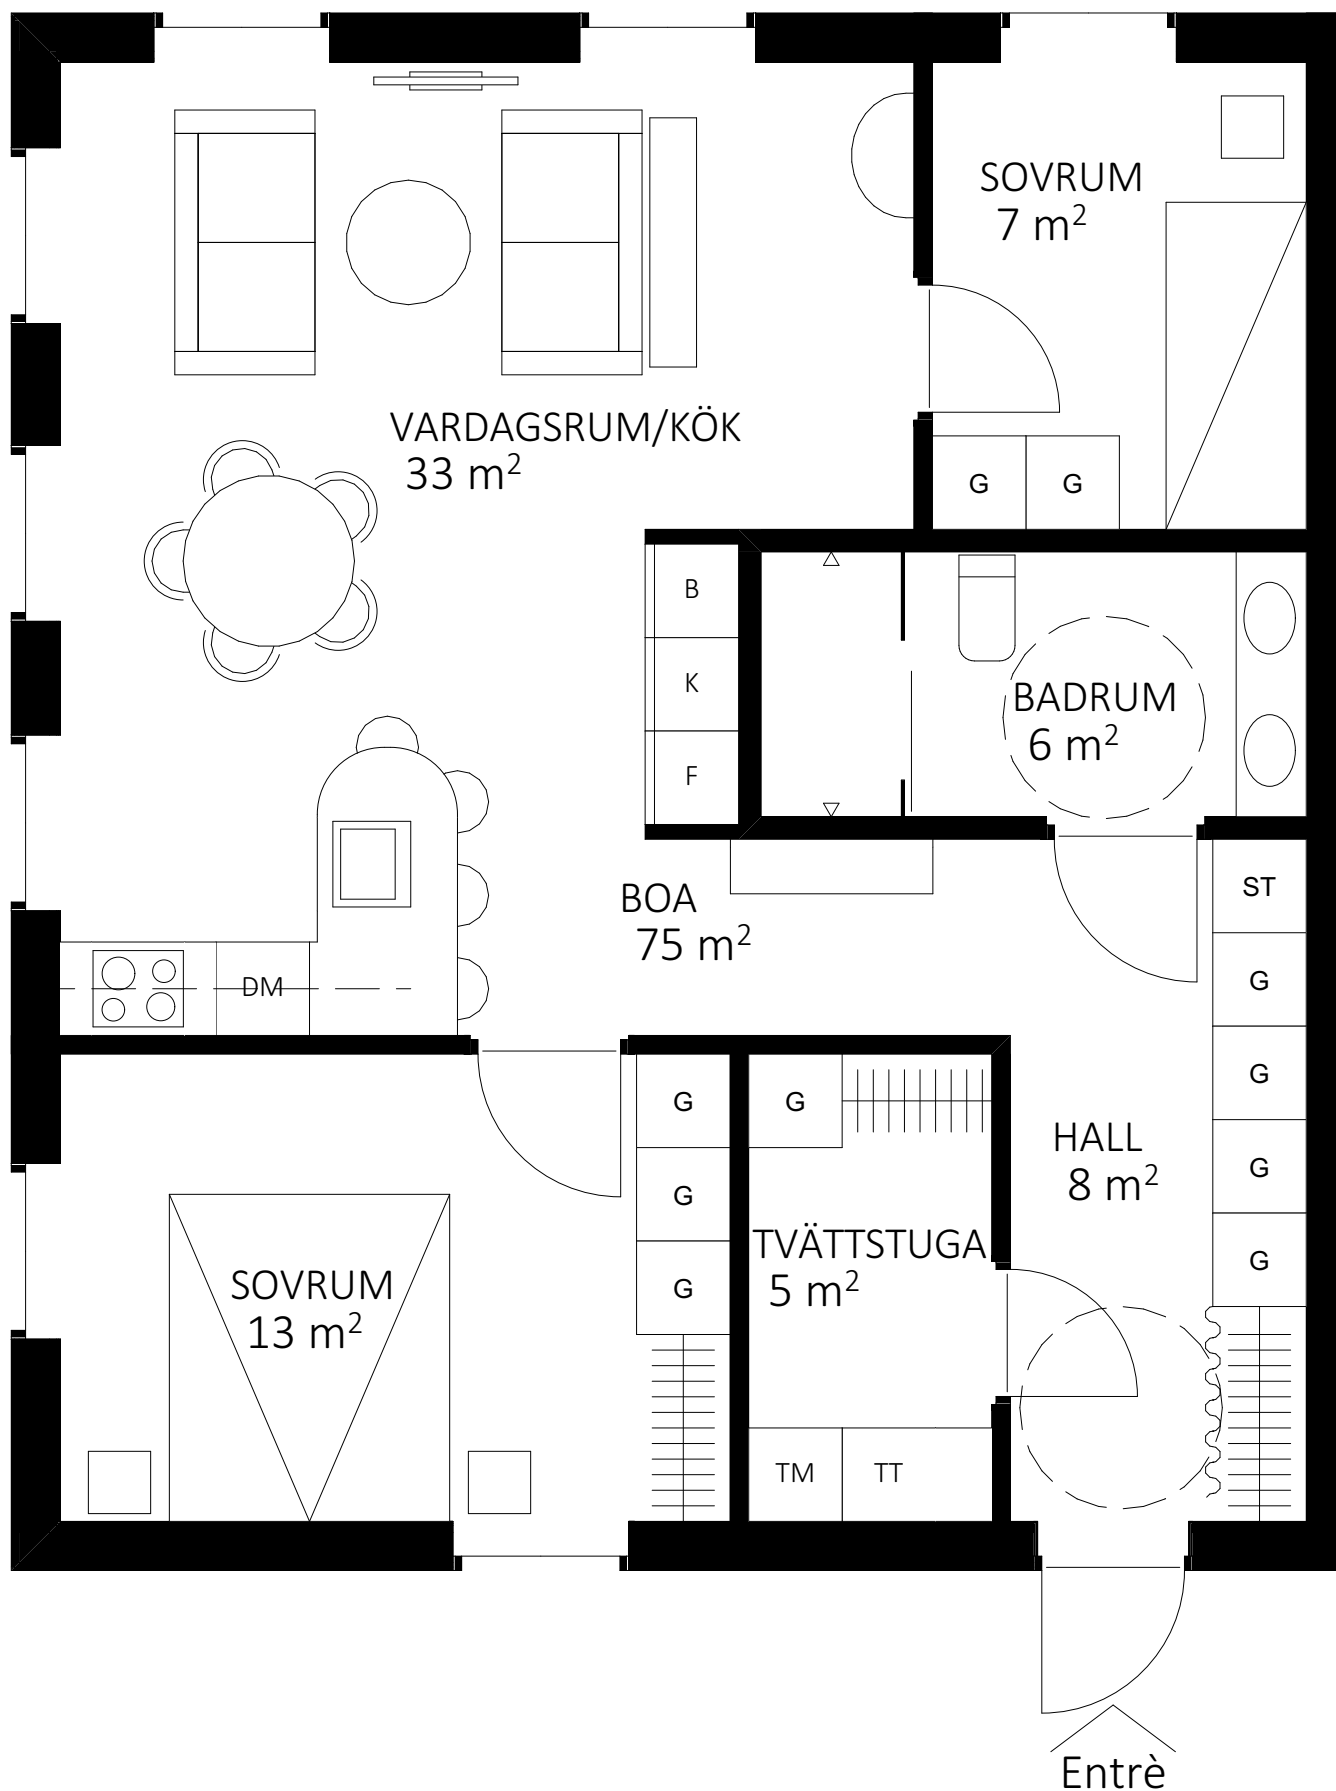 SOVRUM
7 m²
VARDAGSRUM/KÖK
33 m²
G
G
B
K
F
BADRUM
6 m²
BOA
75 m²
ST
G
G
G
G
DM
G
G
G
G
HALL
8 m²
TVÄTTSTUGA
5 m²
SOVRUM
13 m²
TM
TT
Entrè